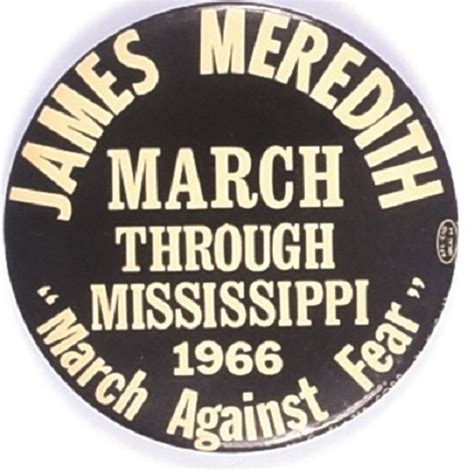 JAMES MEREDITH
MARCH
THROUGH
MISSISSIPPI
1966
"March Against Fear"